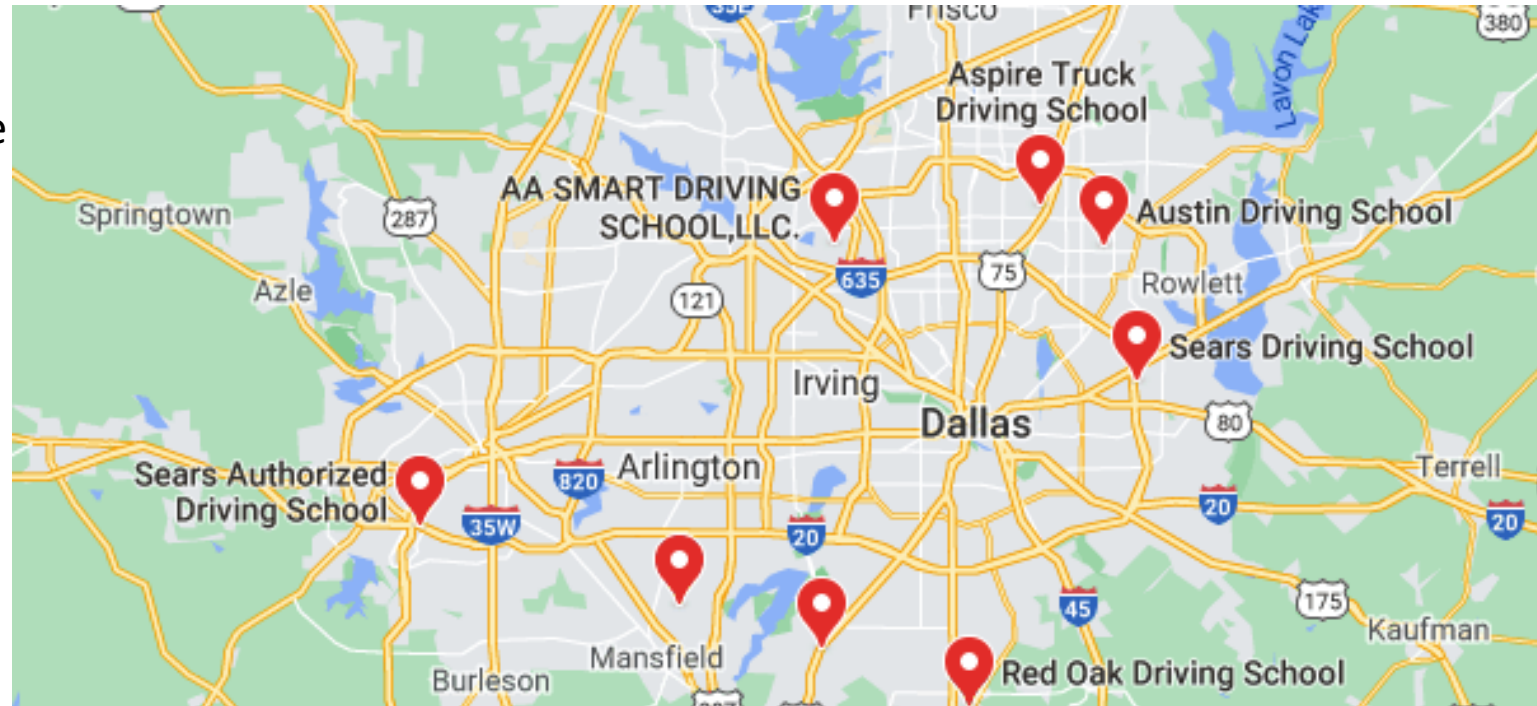 35E
Frisco
380
Lavon Lak
Aspire Truck
Driving School
e
AA SMART DRIVING
SCHOOL,LLC.
Springtown
287
Austin Driving School
635
75
Rowlett
Azle
121
Sears Driving School
Irving
Dallas
80
Sears Authorized
Driving School
820
Arlington
Terrell
35W
20
20
20
45
175
Kaufman
Mansfield
Burleson
Red Oak Driving School